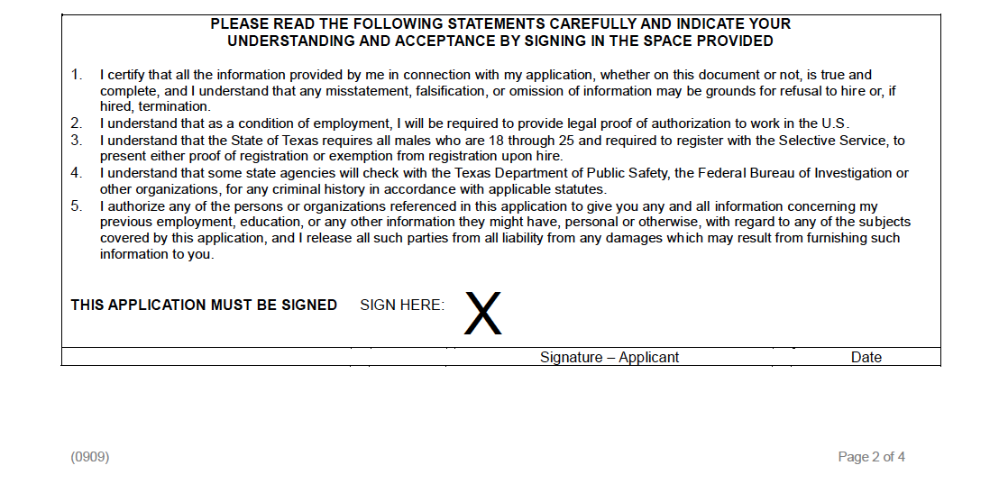 PLEASE READ THE FOLLOWING STATEMENTS CAREFULLY AND INDICATE YOUR
UNDERSTANDING AND ACCEPTANCE BY SIGNING IN THE SPACE PROVIDED
1. I certify that all the information provided by me in connection with my application, whether on this document or not, is true and
complete, and I understand that any misstatement, falsification, or omission of information may be grounds for refusal to hire or, if
hired, termination.
2. I understand that as a condition of employment, I will be required to provide legal proof of authorization to work in the U.S.
3. I understand that the State of Texas requires all males who are 18 through 25 and required to register with the Selective Service, to
present either proof of registration or exemption from registration upon hire.
4. I understand that some state agencies will check with the Texas Department of Public Safety, the Federal Bureau of Investigation or
other organizations, for any criminal history in accordance with applicable statutes.
5. I authorize any of the persons or organizations referenced in this application to give you any and all information concerning my
previous employment, education, or any other information they might have, personal or otherwise, with regard to any of the subjects
covered by this application, and I release all such parties from all liability from any damages which may result from furnishing such
information to you.
THIS APPLICATION MUST BE SIGNED SIGN HERE: X
Signature – Applicant Date
(0909) Page 2 of 4